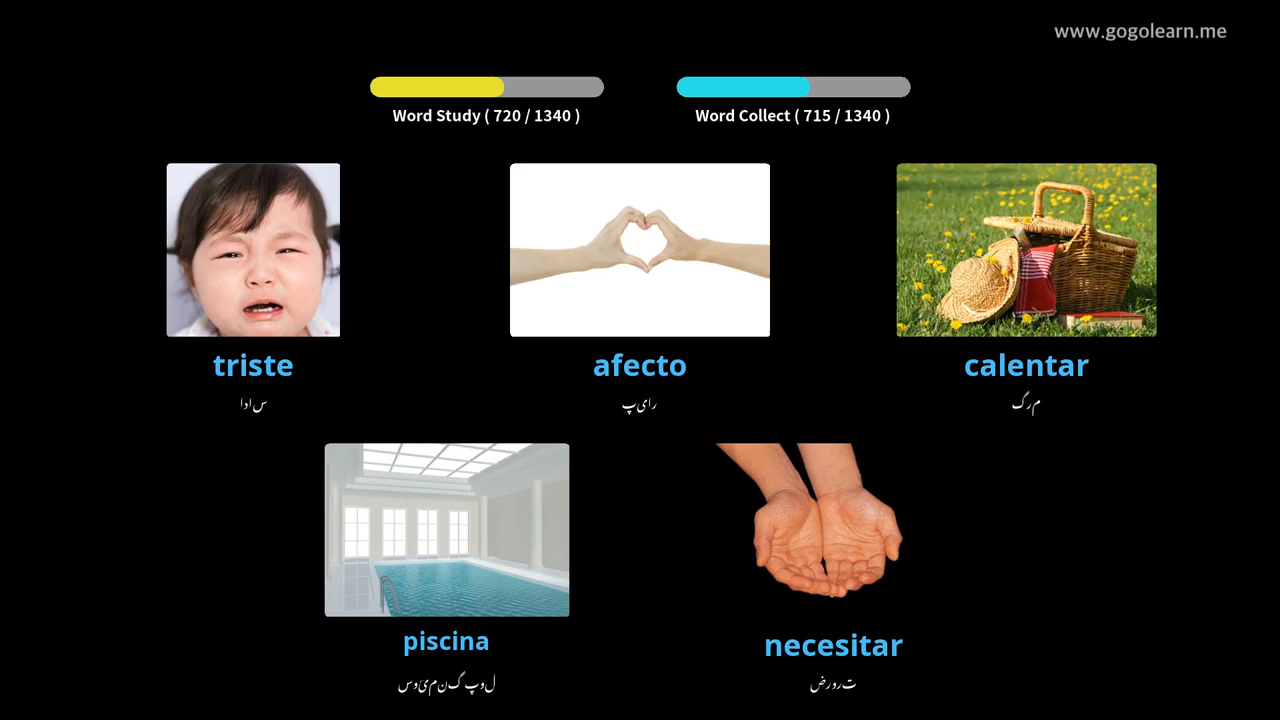 www.gogolearn.me
Word Study ( 720 / 1340 )
Word Collect ( 715 / 1340 )
triste
afecto
calentar
اداس
پیار
گرم
piscina
necesitar
سوئمنگ پول
ضرورت